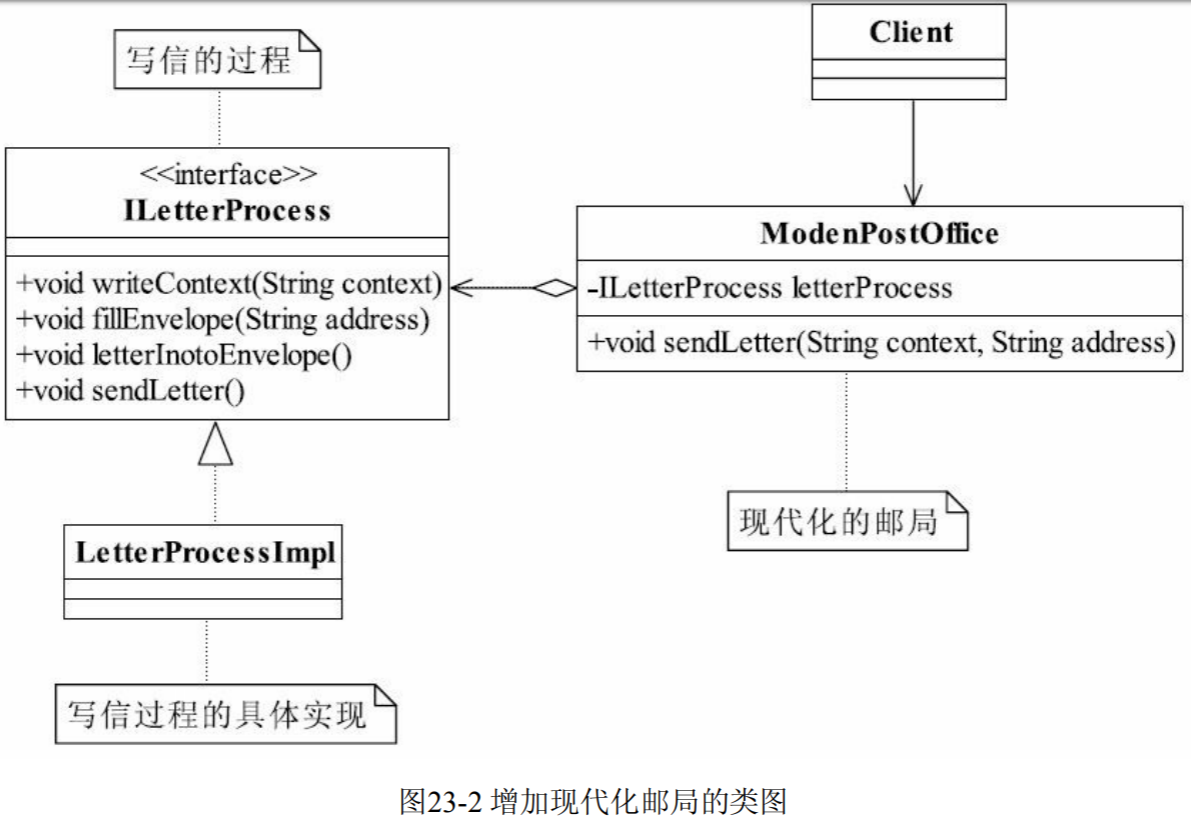 写信的过程
<<interface>>
ILetterProcess
+void writeContext(String context)
+void fillEnvelope(String address)
+void letterInotoEnvelope()
+void sendLetter()
LetterProcessImpl
写信过程的具体实现
Client
ModenPostOffice
-ILetterProcess letterProcess
+void sendLetter(String context, String address)
现代化的邮局
图23-2 增加现代化邮局的类图